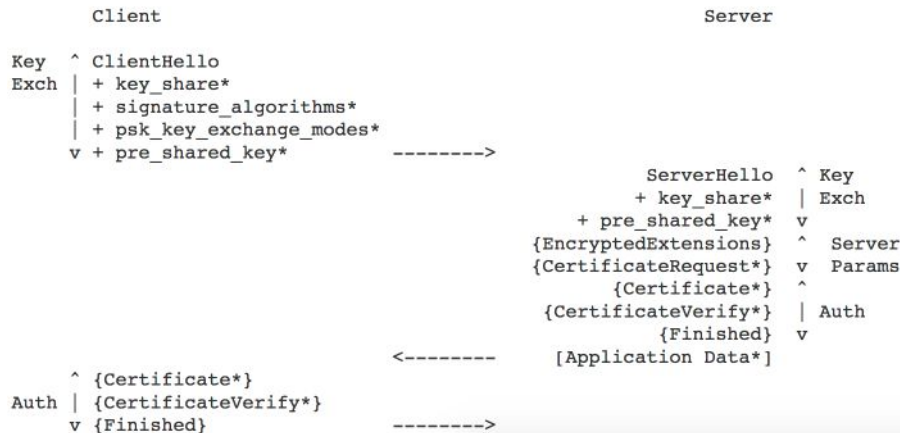 Client                                           Server

Key  ^ ClientHello
Exch | + key_share*
     | + signature_algorithms*
     | + psk_key_exchange_modes*
     v + pre_shared_key*       -------->
                                                  ServerHello  ^ Key
                                                 + key_share*  | Exch
                                            + pre_shared_key*  v
                                        {EncryptedExtensions}  ^  Server
                                        {CertificateRequest*}  v  Params
                                               {Certificate*}  ^
                                         {CertificateVerify*}  | Auth
                                                   {Finished}  v
                               <--------  [Application Data*]
     ^ {Certificate*}
Auth | {CertificateVerify*}
     v {Finished}              -------->